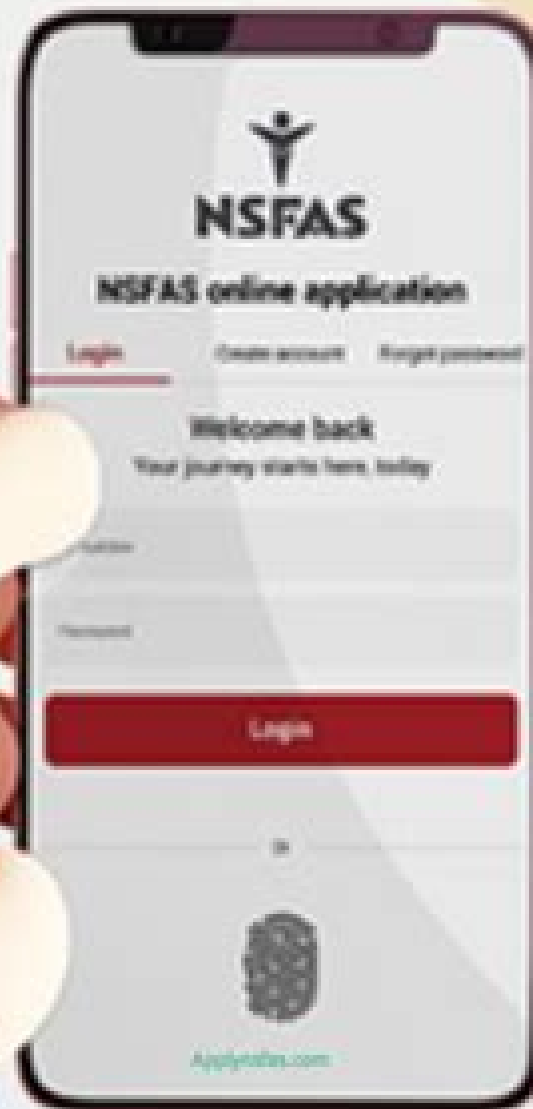 NSFAS
NSFAS online application
Login Create account Forgot password
Welcome back
Your journey starts here, today
Password
Login
Applynsfas.com